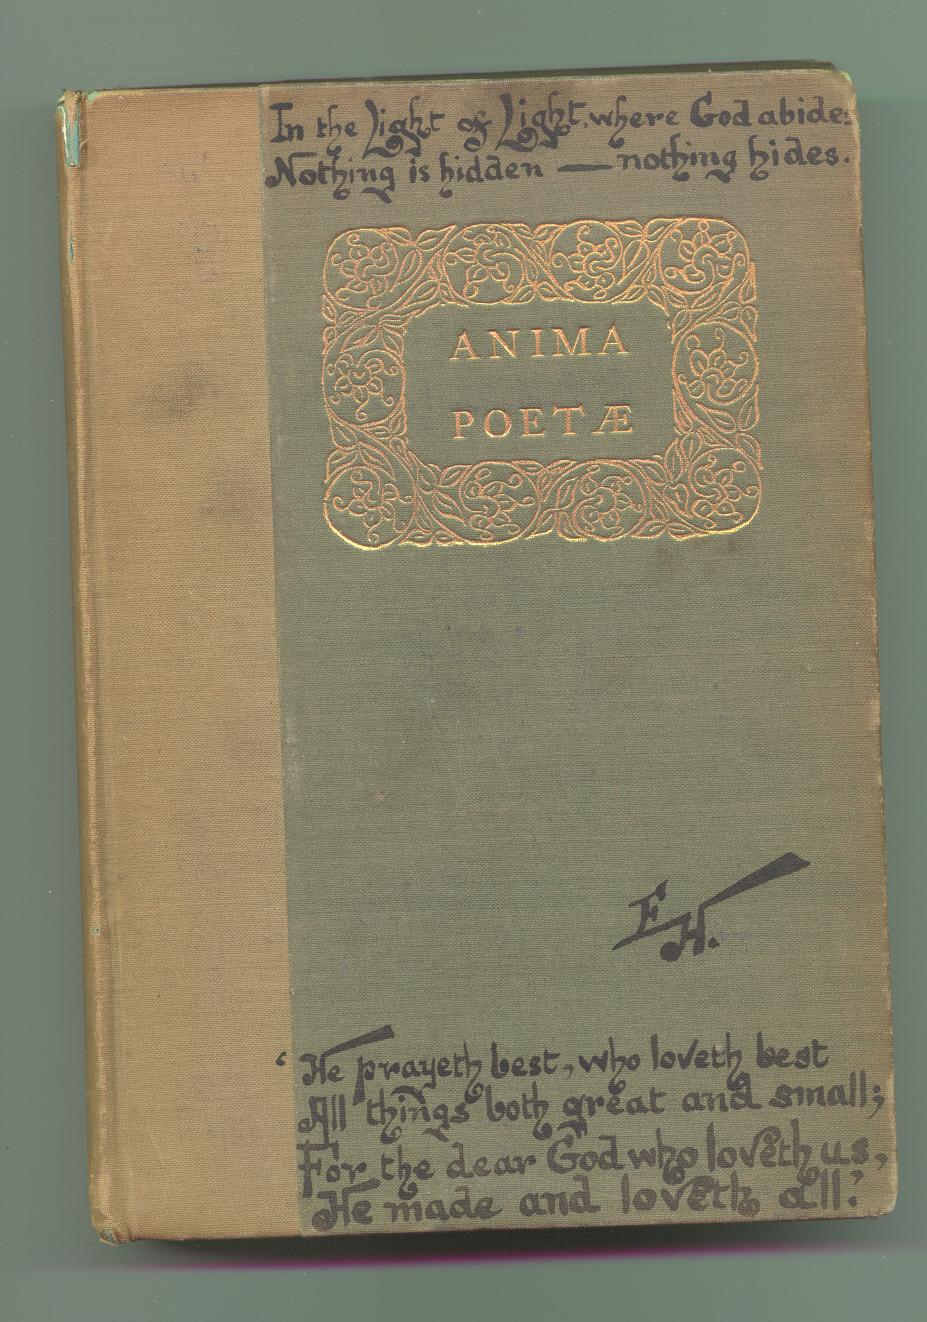 In the Light of Light, where God abides
Nothing is hidden — nothing hides.
ANIMA
POETÆ
E
H.
‘He prayeth best, who loveth best
All things both great and small;
For the dear God who loveth us,
He made and loveth all.’